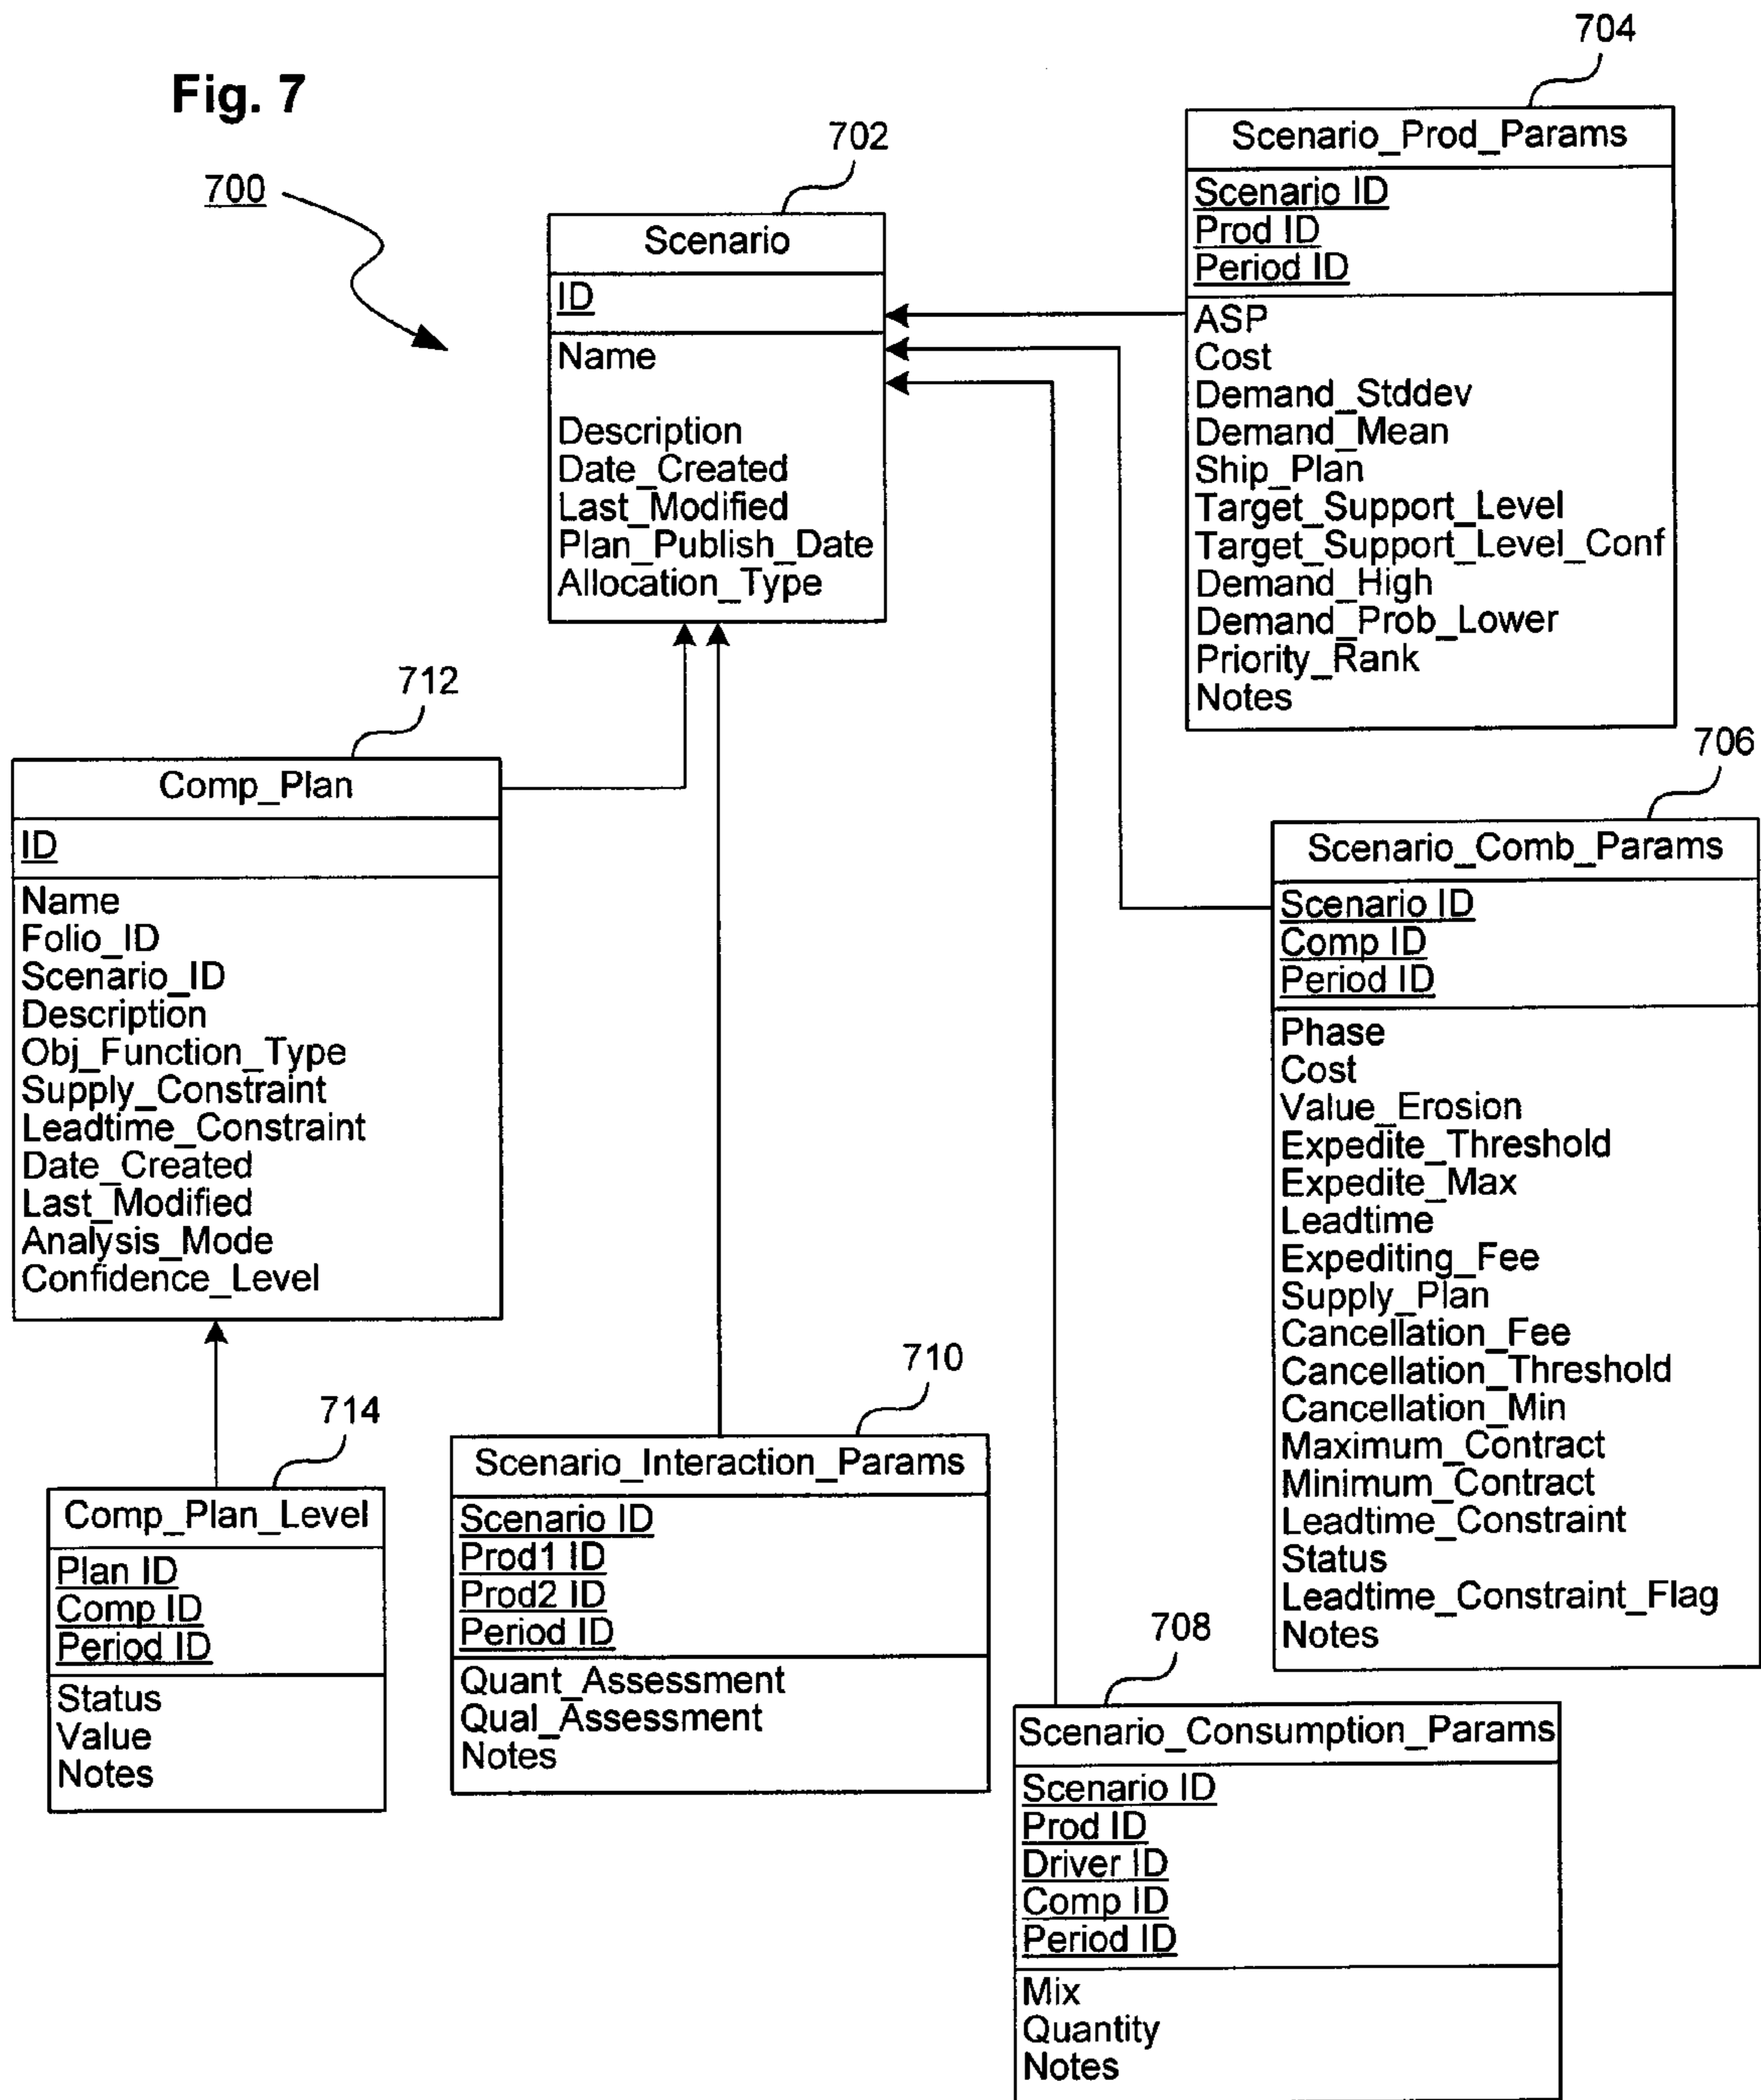 Fig. 7
700
702
Scenario
ID
Name
Description
Date_Created
Last_Modified
Plan_Publish_Date
Allocation_Type
704
Scenario_Prod_Params
Scenario ID
Prod ID
Period ID
ASP
Cost
Demand_Stddev
Demand_Mean
Ship_Plan
Target_Support_Level
Target_Support_Level_Conf
Demand_High
Demand_Prob_Lower
Priority_Rank
Notes
712
Comp_Plan
ID
Name
Folio_ID
Scenario_ID
Description
Obj_Function_Type
Supply_Constraint
Leadtime_Constraint
Date_Created
Last_Modified
Analysis_Mode
Confidence_Level
706
Scenario_Comb_Params
Scenario ID
Comp ID
Period ID
Phase
Cost
Value_Erosion
Expedite_Threshold
Expedite_Max
Leadtime
Expediting_Fee
Supply_Plan
Cancellation_Fee
Cancellation_Threshold
Cancellation_Min
Maximum_Contract
Minimum_Contract
Leadtime_Constraint
Status
Leadtime_Constraint_Flag
Notes
714
Comp_Plan_Level
Plan ID
Comp ID
Period ID
Status
Value
Notes
710
Scenario_Interaction_Params
Scenario ID
Prod1 ID
Prod2 ID
Period ID
Quant_Assessment
Qual_Assessment
Notes
708
Scenario_Consumption_Params
Scenario ID
Prod ID
Driver ID
Comp ID
Period ID
Mix
Quantity
Notes